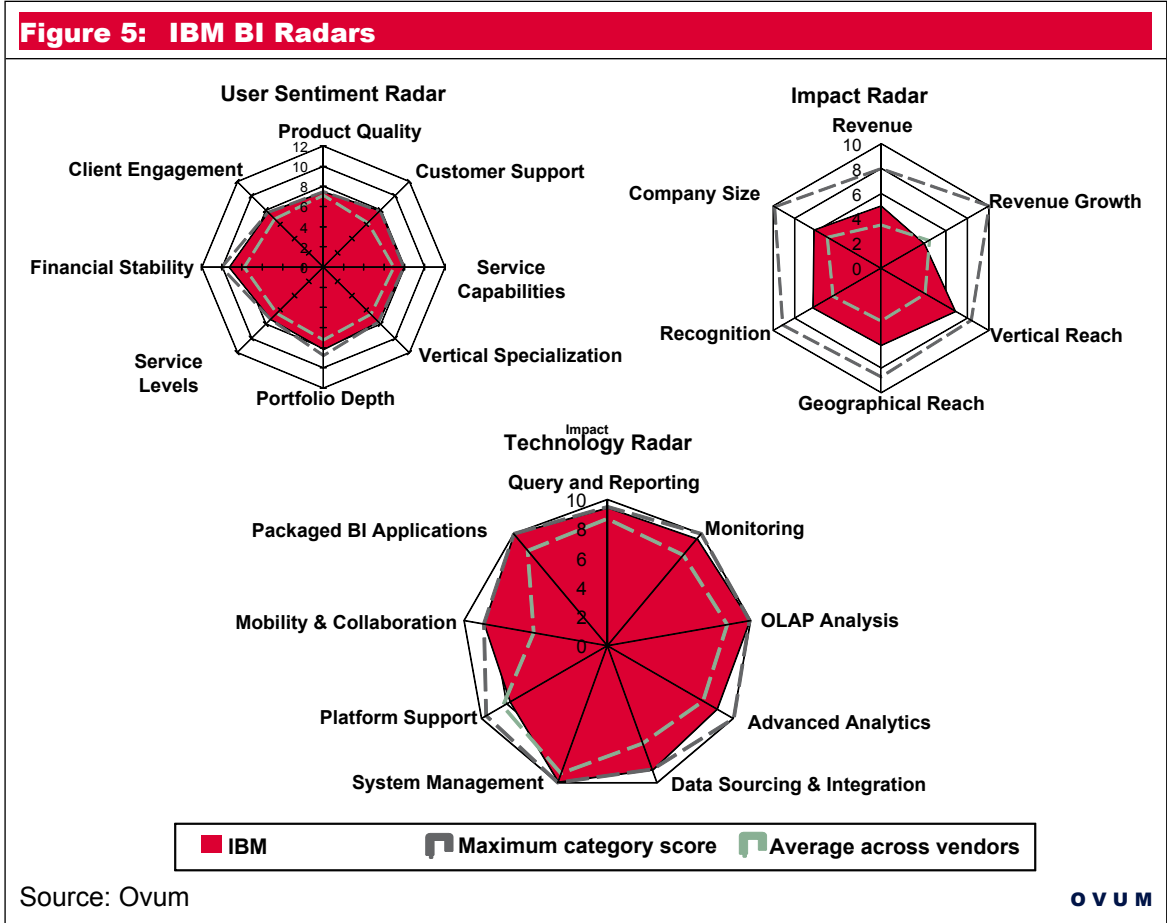 Figure 5: IBM BI Radars
User Sentiment Radar
Product Quality
Customer Support
Service
Capabilities
Vertical Specialization
Portfolio Depth
Service
Levels
Financial Stability
Client Engagement
12
10
8
6
4
2
0
Impact Radar
Revenue
Revenue Growth
Vertical Reach
Geographical Reach
Recognition
Company Size
10
8
6
4
2
0
Impact
Technology Radar
Query and Reporting
Monitoring
OLAP Analysis
Advanced Analytics
Data Sourcing & Integration
System Management
Platform Support
Mobility & Collaboration
Packaged BI Applications
10
8
6
4
2
0
IBM
Maximum category score
Average across vendors
Source: Ovum
OVUM